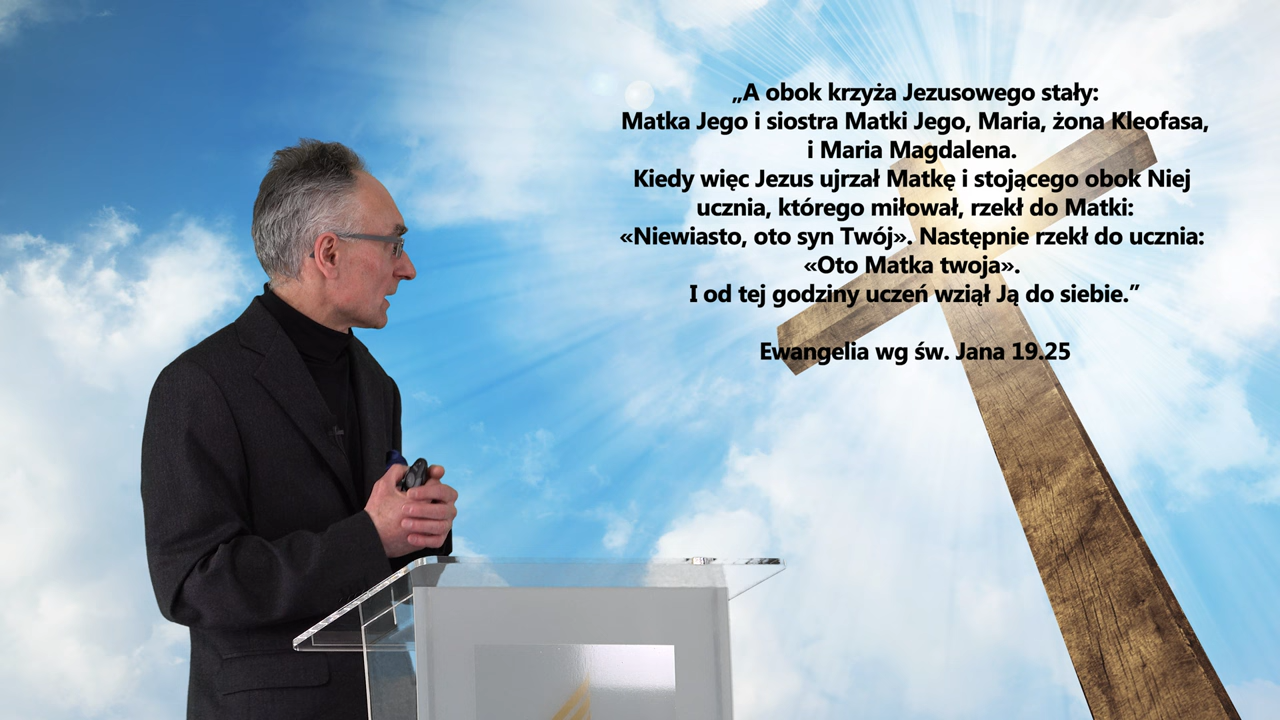 „A obok krzyża Jezusowego stały:
Matka Jego i siostra Matki Jego, Maria, żona Kleofasa,
i Maria Magdalena.
Kiedy więc Jezus ujrzał Matkę i stojącego obok Niej
ucznia, którego miłował, rzekł do Matki:
«Niewiasto, oto syn Twój». Następnie rzekł do ucznia:
«Oto Matka twoja».
I od tej godziny uczeń wziął Ją do siebie.”
Ewangelia wg św. Jana 19.25